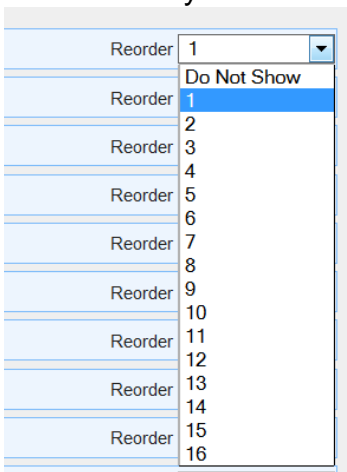 Reorder 1
Do Not Show
Reorder 1
2
Reorder 3
4
Reorder 5
6
Reorder 7
8
Reorder 9
10
Reorder 11
12
Reorder 13
14
Reorder 15
16